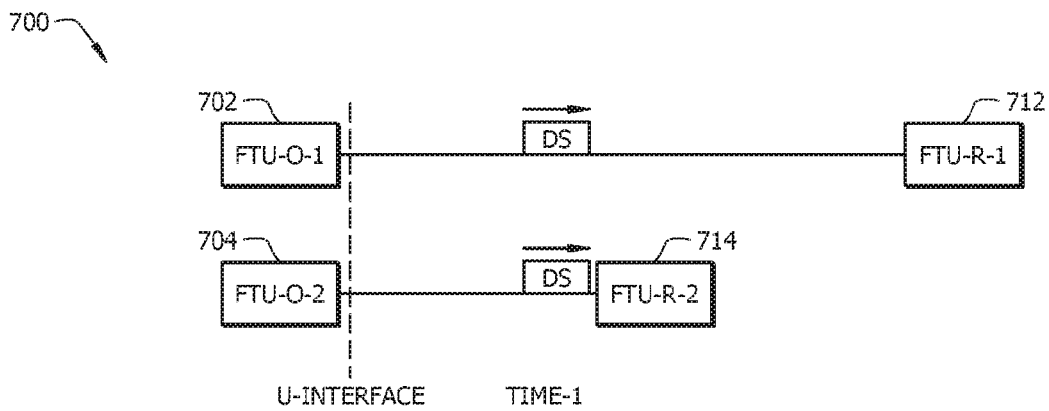 700
702
712
FTU-O-1
DS
FTU-R-1
704
714
FTU-O-2
DS
FTU-R-2
U-INTERFACE
TIME-1